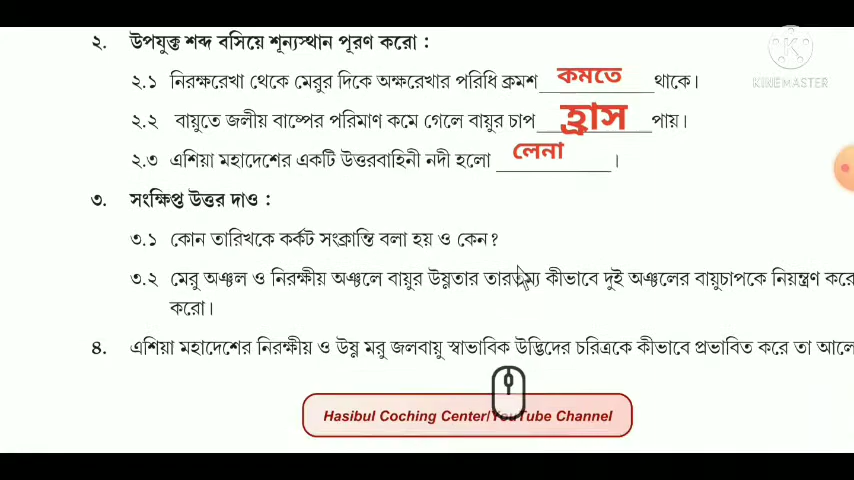 KINEMASTER
২. উপযুক্ত শব্দ বসিয়ে শূন্যস্থান পূরণ করো :
২.১ নিরক্ষরেখা থেকে মেরুর দিকে অক্ষরেখার পরিধি ক্রমশ কমতে থাকে।
২.২ বায়ুতে জলীয় বাষ্পের পরিমাণ কমে গেলে বায়ুর চাপ হ্রাস পায়।
২.৩ এশিয়া মহাদেশের একটি উত্তরবাহিনী নদী হলো লেনা ।
৩. সংক্ষিপ্ত উত্তর দাও :
৩.১ কোন তারিখকে কর্কট সংক্রান্তি বলা হয় ও কেন?
৩.২ মেরু অঞ্চল ও নিরক্ষীয় অঞ্চলে বায়ুর উষ্ণতার তারতম্য কীভাবে দুই অঞ্চলের বায়ুচাপকে নিয়ন্ত্রণ করে
করো।
৪. এশিয়া মহাদেশের নিরক্ষীয় ও উষ্ণ মরু জলবায়ু স্বাভাবিক উদ্ভিদের চরিত্রকে কীভাবে প্রভাবিত করে তা আলে
Hasibul Coching Center/YouTube Channel